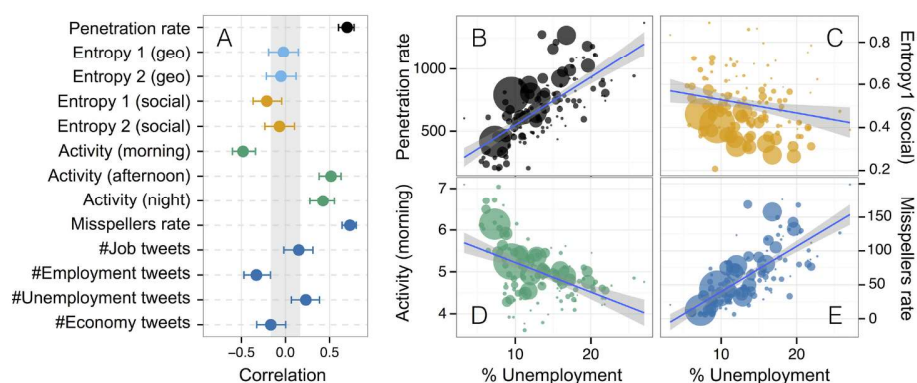 A
Penetration rate
Entropy 1 (geo)
Entropy 2 (geo)
Entropy 1 (social)
Entropy 2 (social)
Activity (morning)
Activity (afternoon)
Activity (night)
Misspellers rate
#Job tweets
#Employment tweets
#Unemployment tweets
#Economy tweets
−0.5 0.0 0.5
Correlation
B
Penetration rate
1000
500
C
Entropy1 (social)
0.8
0.6
0.4
0.2
D
Activity (morning)
7
6
5
4
10 20
% Unemployment
E
Misspellers rate
150
100
50
0
10 20
% Unemployment